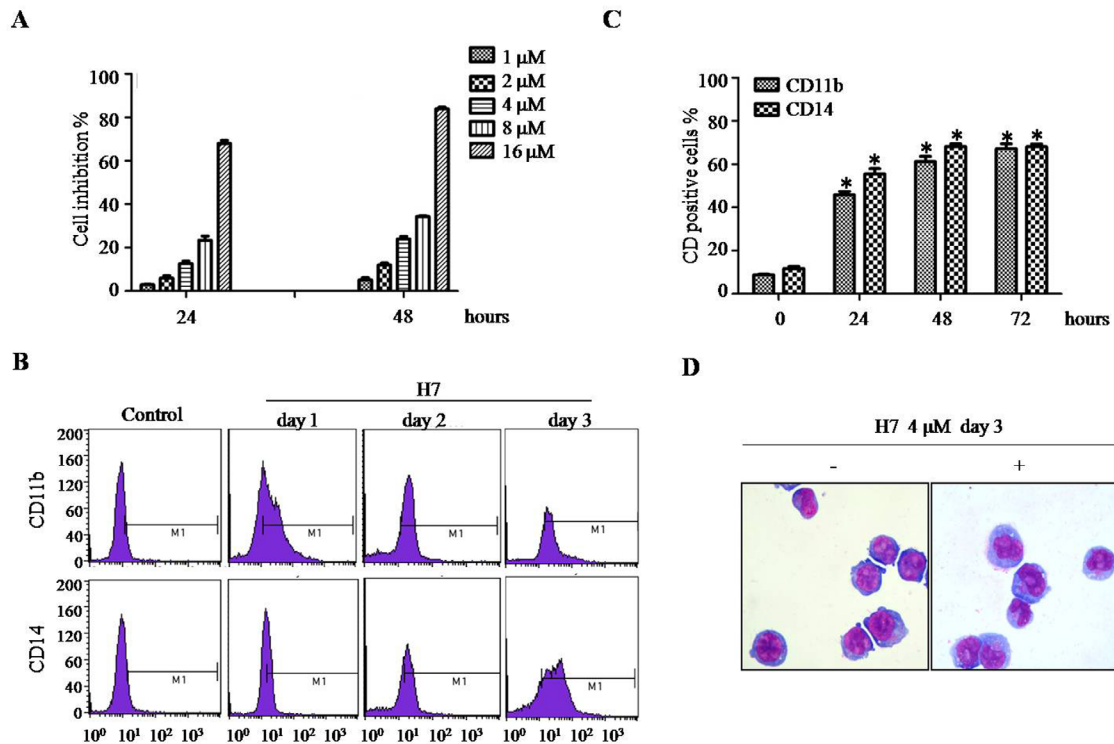 A
1 µM
2 µM
4 µM
8 µM
16 µM
100
80
60
40
20
0
Cell inhibition %
24 48 hours
C
CD11b
CD14
100
80
60
40
20
0
CD positive cells %
* * * * * *
0 24 48 72 hours
B
H7
Control day 1 day 2 day 3
CD11b
200
160
120
60
40
0
M1 M1 M1 M1
CD14
200
160
120
60
40
0
M1 M1 M1 M1
10⁰ 10¹ 10² 10³ 10⁰ 10¹ 10² 10³ 10⁰ 10¹ 10² 10³ 10⁰ 10¹ 10² 10³
D
H7 4 µM day 3
- +